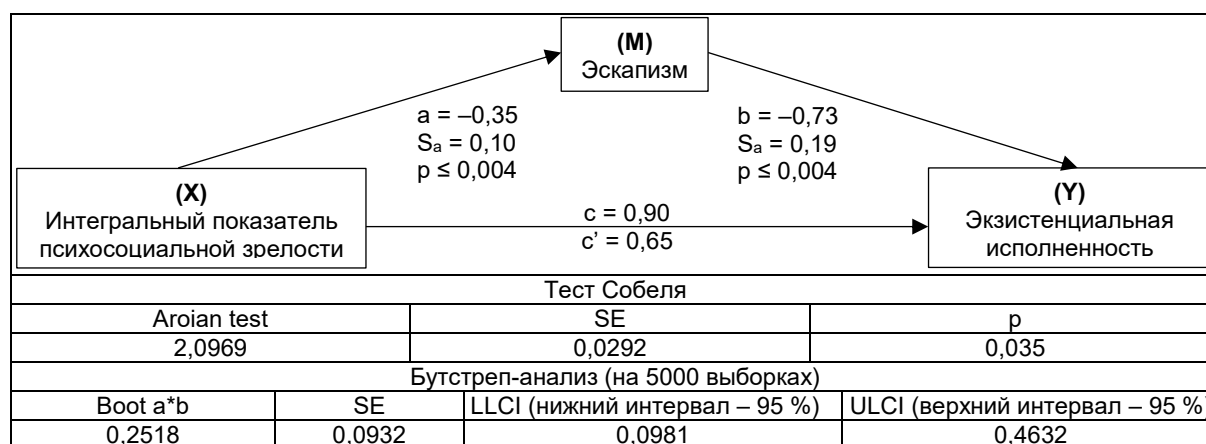 (M)
Эскапизм
a = –0,35
Sₐ = 0,10
p ≤ 0,004
b = –0,73
Sₐ = 0,19
p ≤ 0,004
(X)
Интегральный показатель
психосоциальной зрелости
c = 0,90
c’ = 0,65
(Y)
Экзистенциальная
исполненность
Тест Собеля
Aroian test SE p
2,0969 0,0292 0,035
Бутстреп-анализ (на 5000 выборках)
Boot a*b SE LLCI (нижний интервал – 95 %) ULCI (верхний интервал – 95 %)
0,2518 0,0932 0,0981 0,4632